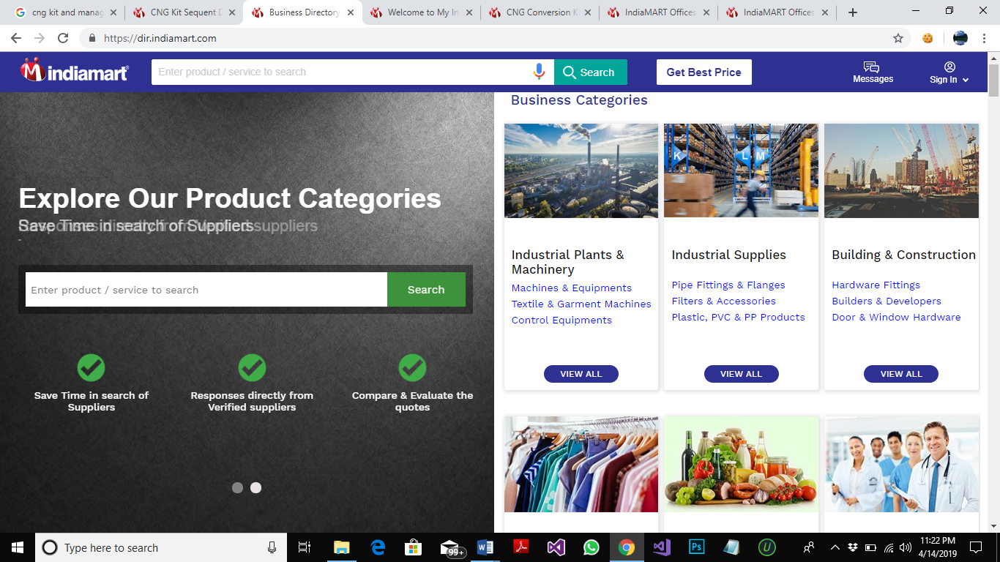 cng kit and manag
CNG Kit Sequent D
Business Directory
Welcome to My In
CNG Conversion K
IndiaMART Offices
IndiaMART Offices
https://dir.indiamart.com
indiamart
Enter product / service to search
Search
Get Best Price
Messages
Sign In
Explore Our Product Categories
Save Time in search of Suppliers
Responses directly from Verified suppliers
Enter product / service to search
Search
Save Time in search of
Suppliers
Responses directly from
Verified suppliers
Compare & Evaluate the
quotes
Business Categories
K
L M
Industrial Plants &
Machinery
Machines & Equipments
Textile & Garment Machines
Control Equipments
VIEW ALL
Industrial Supplies
Pipe Fittings & Flanges
Filters & Accessories
Plastic, PVC & PP Products
VIEW ALL
Building & Construction
Hardware Fittings
Builders & Developers
Door & Window Hardware
VIEW ALL
Type here to search
99+
Ps
11:22 PM
4/14/2019